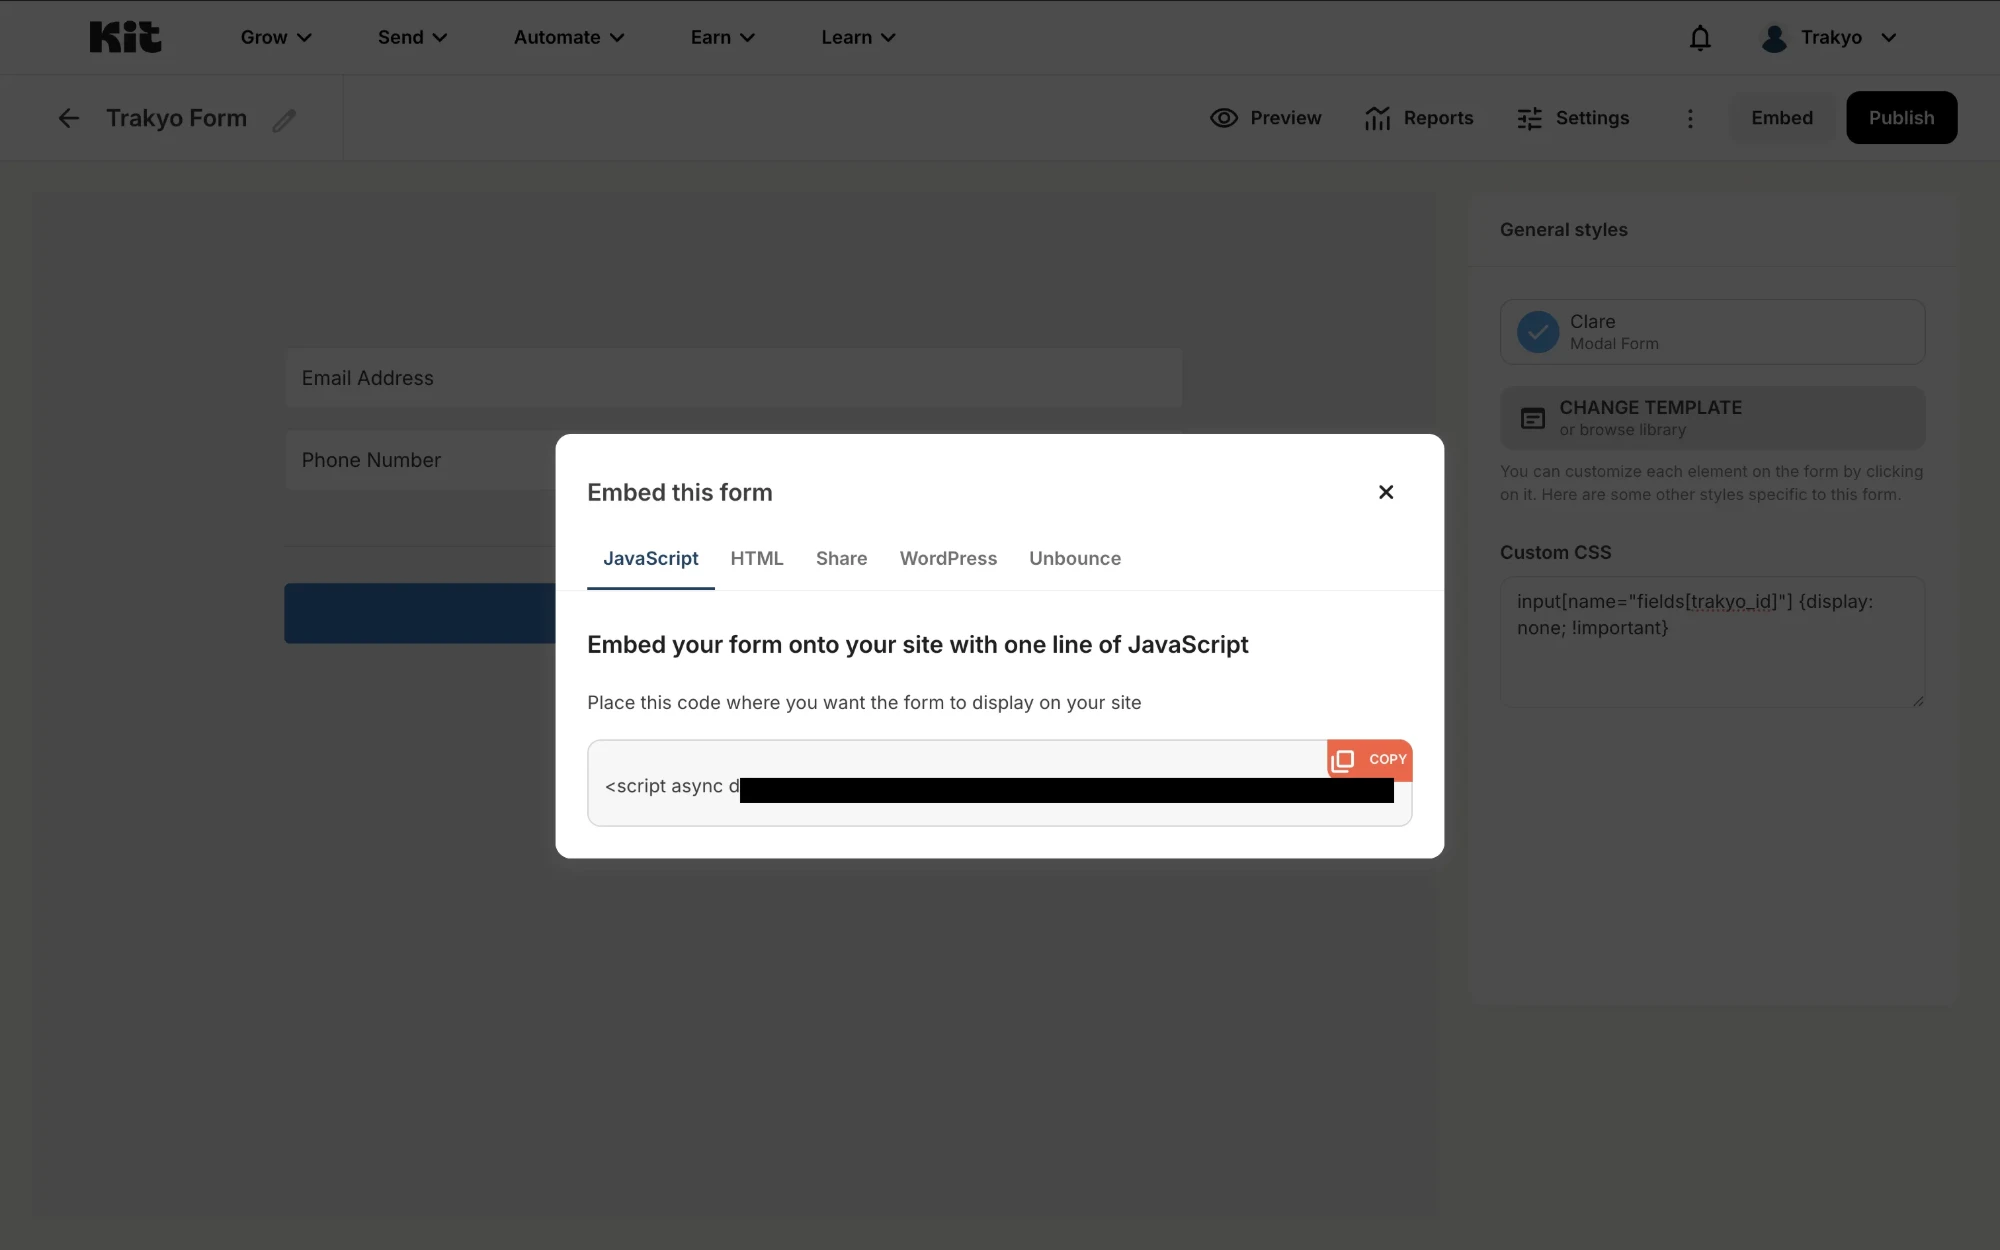 Kit Grow Send Automate Earn Learn Trakyo
Trakyo Form Preview Reports Settings Embed Publish
General styles
Clare
Modal Form
CHANGE TEMPLATE
or browse library
You can customize each element on the form by clicking
on it. Here are some other styles specific to this form.
Custom CSS
input[name="fields[trakyo_id]"] {display:
none; !important}
Email Address
Phone Number
Embed this form
JavaScript HTML Share WordPress Unbounce
Embed your form onto your site with one line of JavaScript
Place this code where you want the form to display on your site
COPY
<script async d